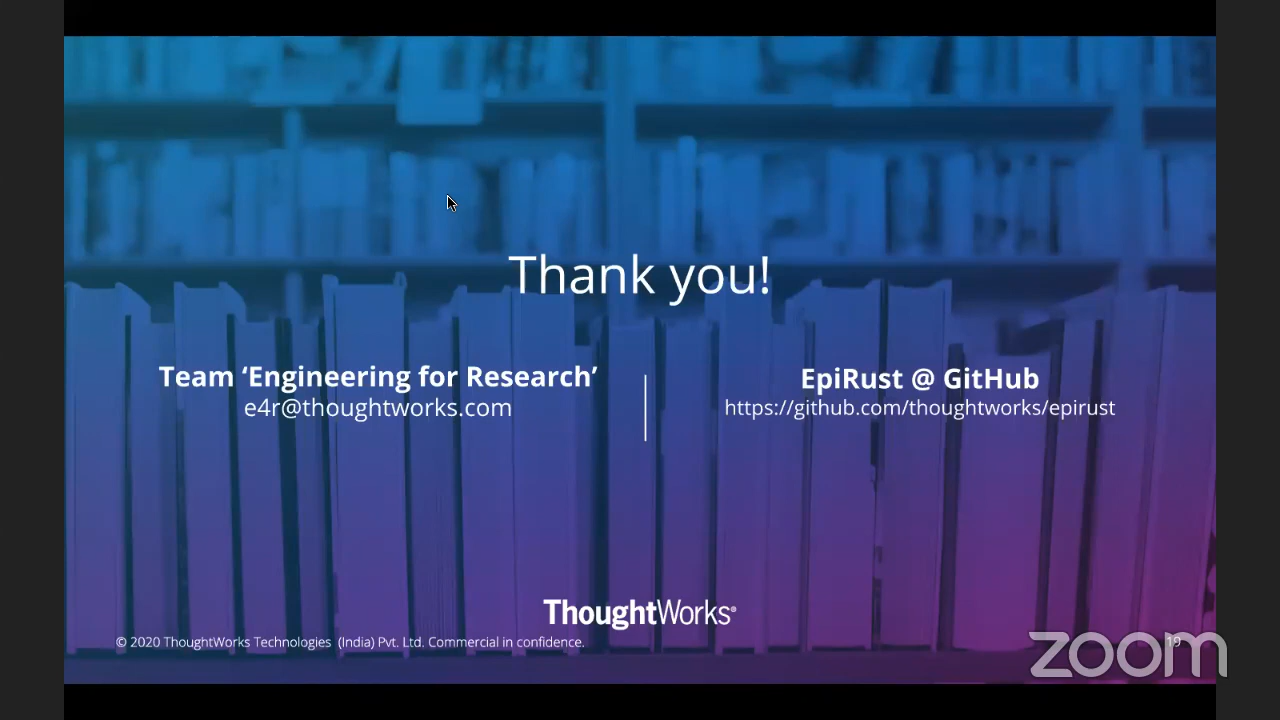 Thank you!
Team ‘Engineering for Research’
e4r@thoughtworks.com
EpiRust @ GitHub
https://github.com/thoughtworks/epirust
ThoughtWorks®
© 2020 ThoughtWorks Technologies (India) Pvt. Ltd. Commercial in confidence.
19
zoom